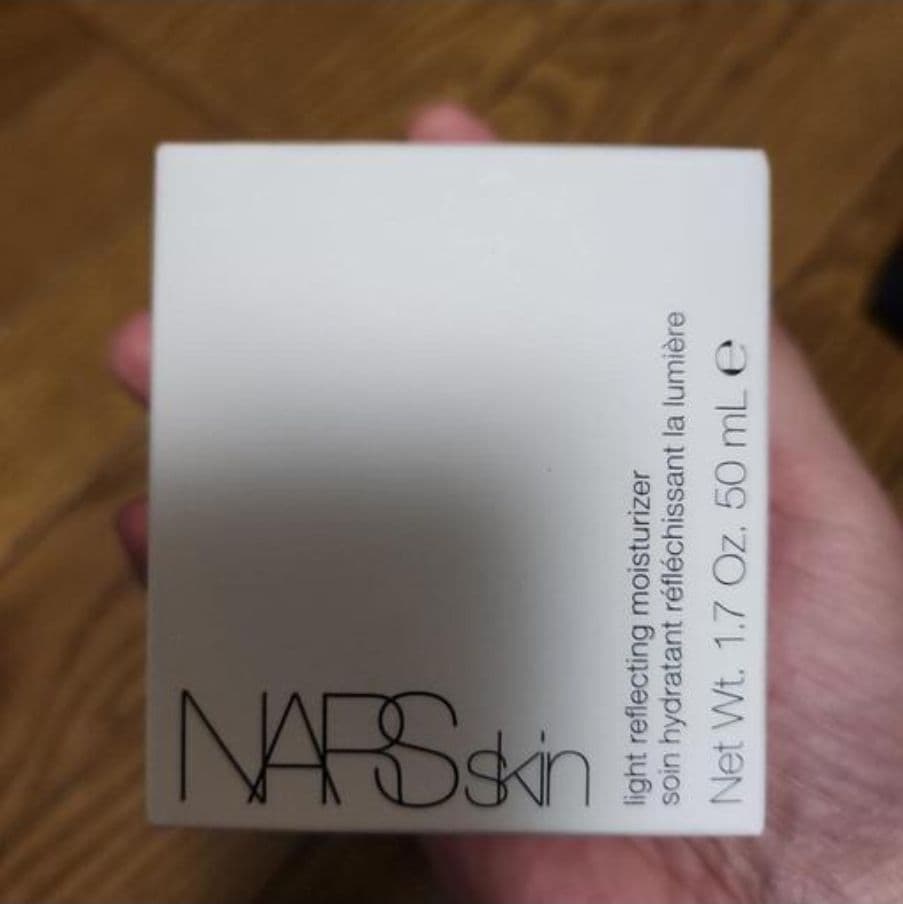 NARSskin
light reflecting moisturizer
soin hydratant réfléchissant la lumière
Net Wt. 1.7 Oz. 50 mL ℮